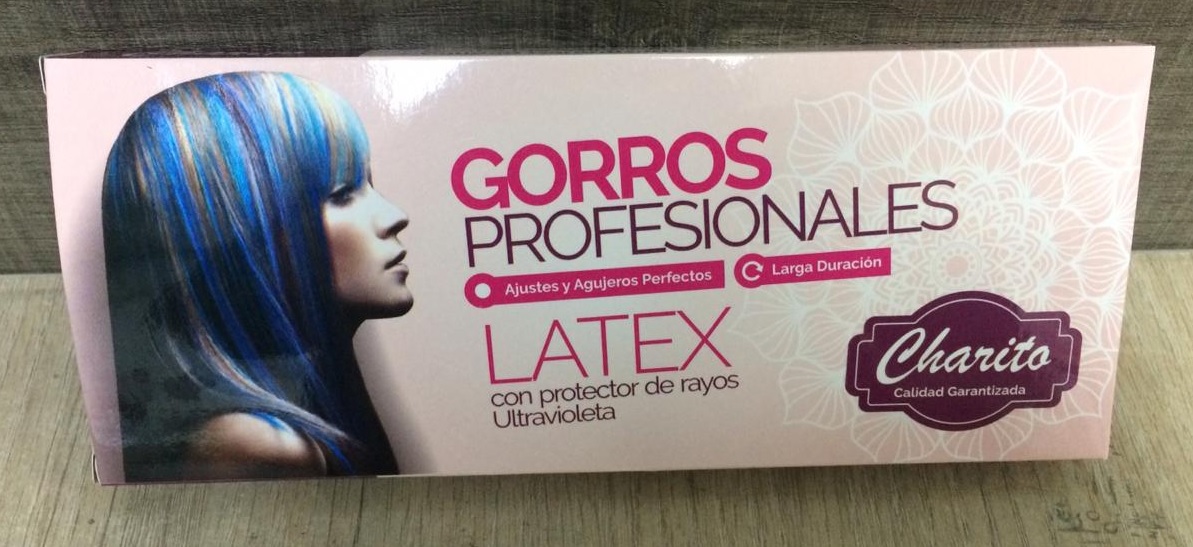 GORROS
PROFESIONALES
Ajustes y Agujeros Perfectos
Larga Duración
LATEX
con protector de rayos
Ultravioleta
Charito
Calidad Garantizada